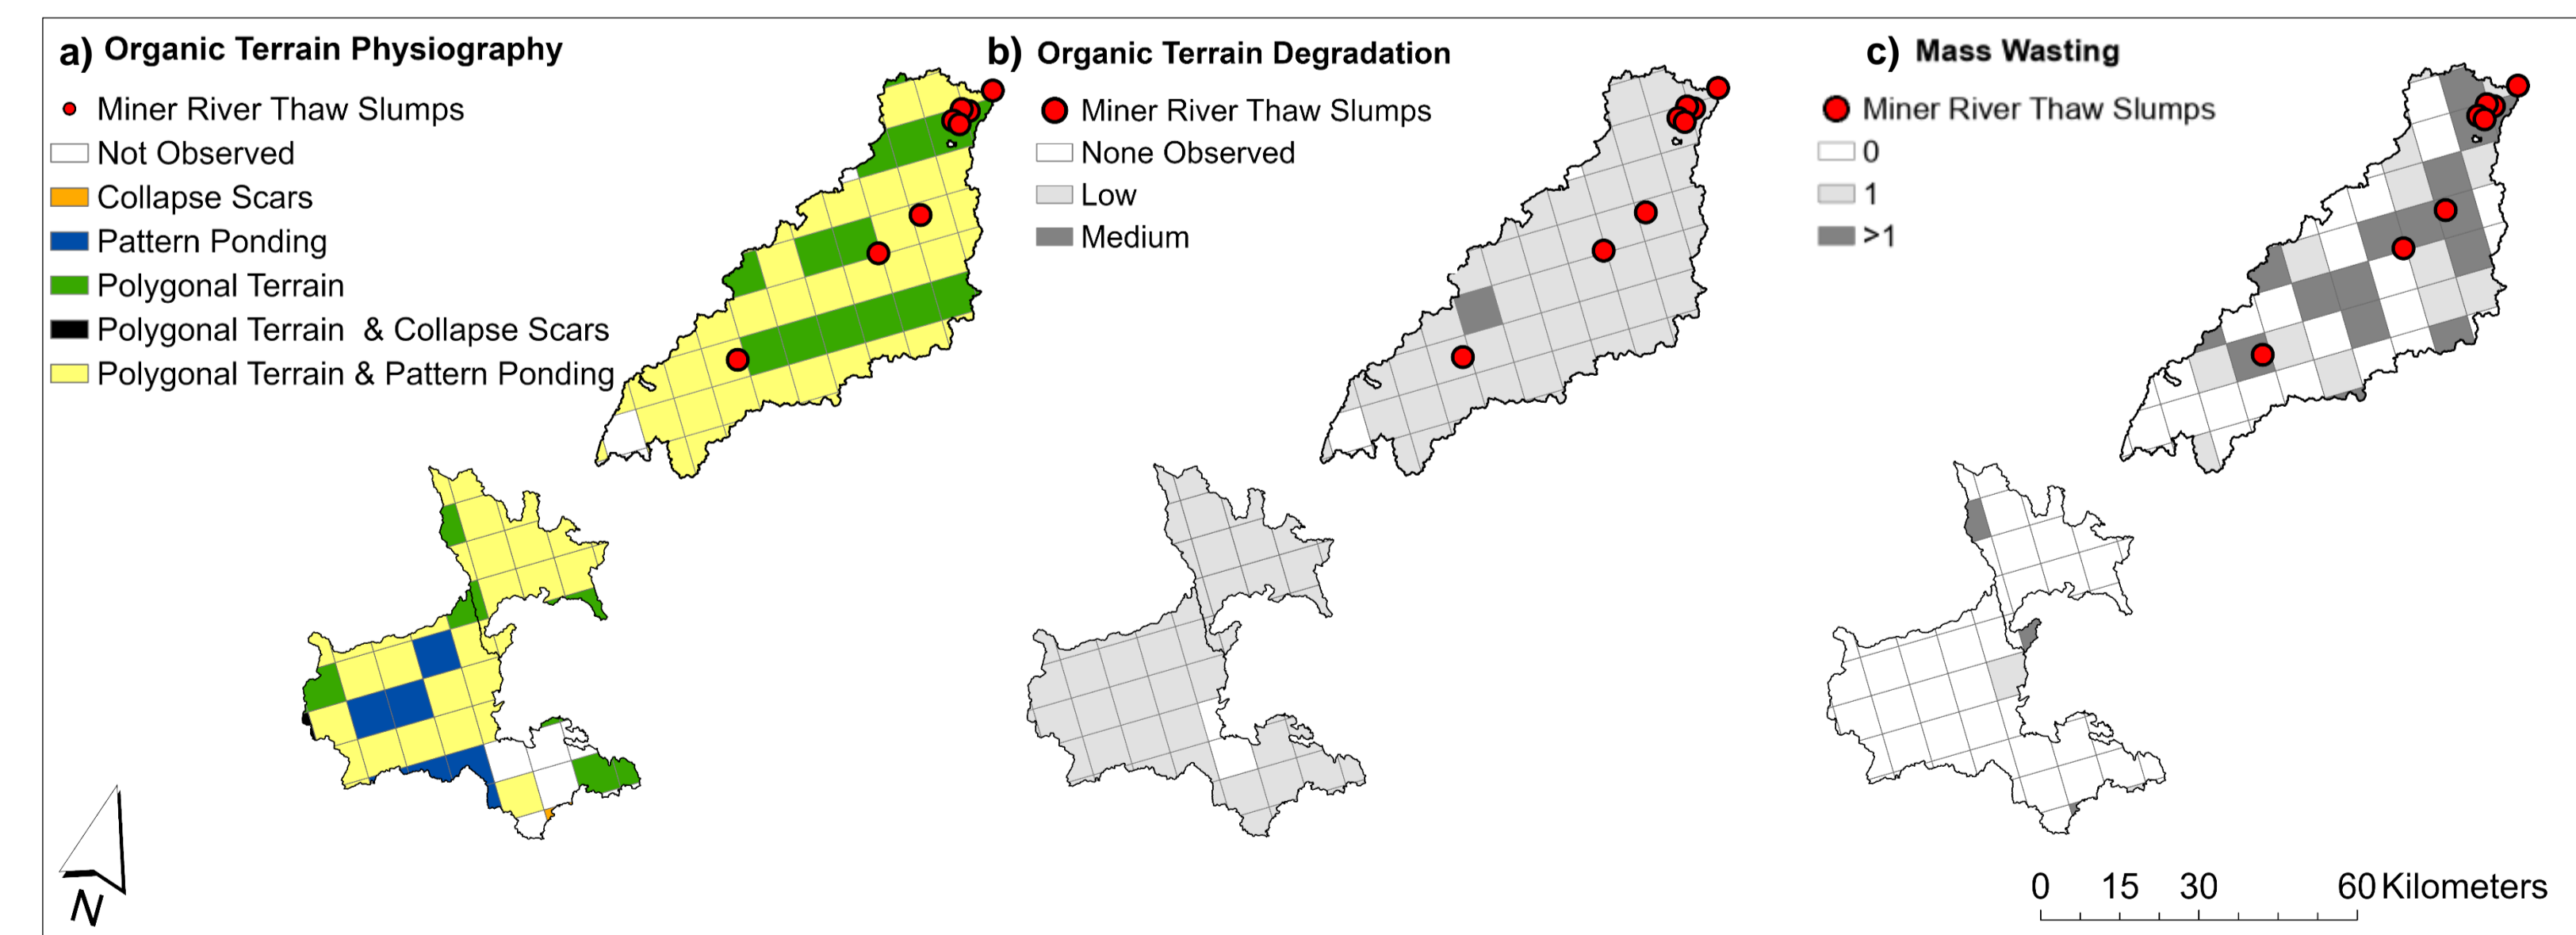 a) Organic Terrain Physiography
Miner River Thaw Slumps
Not Observed
Collapse Scars
Pattern Ponding
Polygonal Terrain
Polygonal Terrain & Collapse Scars
Polygonal Terrain & Pattern Ponding
b) Organic Terrain Degradation
Miner River Thaw Slumps
None Observed
Low
Medium
c) Mass Wasting
Miner River Thaw Slumps
0
1
>1
N
0 15 30 60 Kilometers